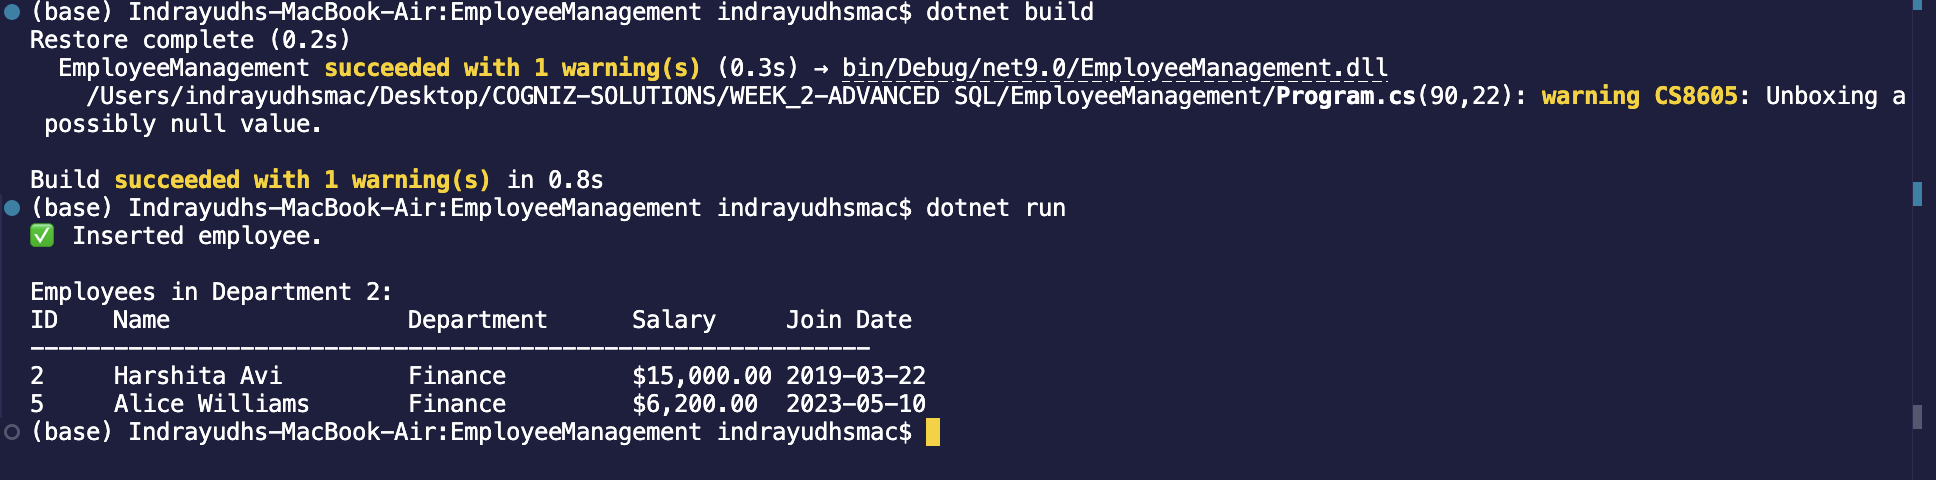 (base) Indrayudhs-MacBook-Air:EmployeeManagement indrayudhsmac$ dotnet build
Restore complete (0.2s)
  EmployeeManagement succeeded with 1 warning(s) (0.3s) → bin/Debug/net9.0/EmployeeManagement.dll
    /Users/indrayudhsmac/Desktop/COGNIZ-SOLUTIONS/WEEK_2-ADVANCED SQL/EmployeeManagement/Program.cs(90,22): warning CS8605: Unboxing a
 possibly null value.

Build succeeded with 1 warning(s) in 0.8s
(base) Indrayudhs-MacBook-Air:EmployeeManagement indrayudhsmac$ dotnet run
✅ Inserted employee.

Employees in Department 2:
ID    Name                 Department      Salary     Join Date
------------------------------------------------------------
2     Harshita Avi         Finance         $15,000.00 2019-03-22
5     Alice Williams       Finance         $6,200.00  2023-05-10
(base) Indrayudhs-MacBook-Air:EmployeeManagement indrayudhsmac$